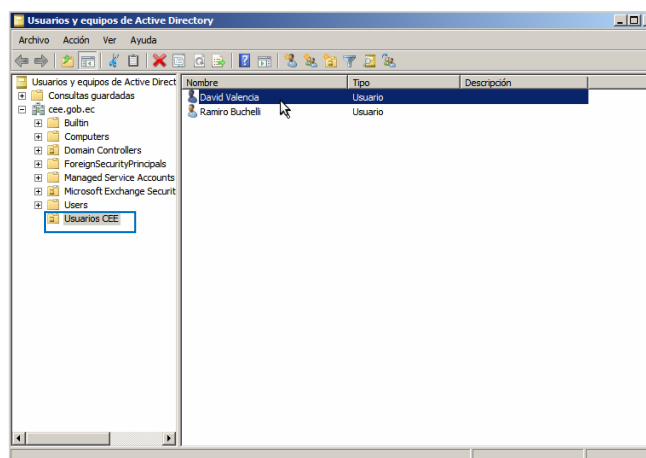 Usuarios y equipos de Active Directory
Archivo Acción Ver Ayuda
Usuarios y equipos de Active Direct
Nombre Tipo Descripción
Consultas guardadas
David Valencia Usuario
cee.gob.ec
Ramiro Buchelli Usuario
Builtin
Computers
Domain Controllers
ForeignSecurityPrincipals
Managed Service Accounts
Microsoft Exchange Securit
Users
Usuarios CEE